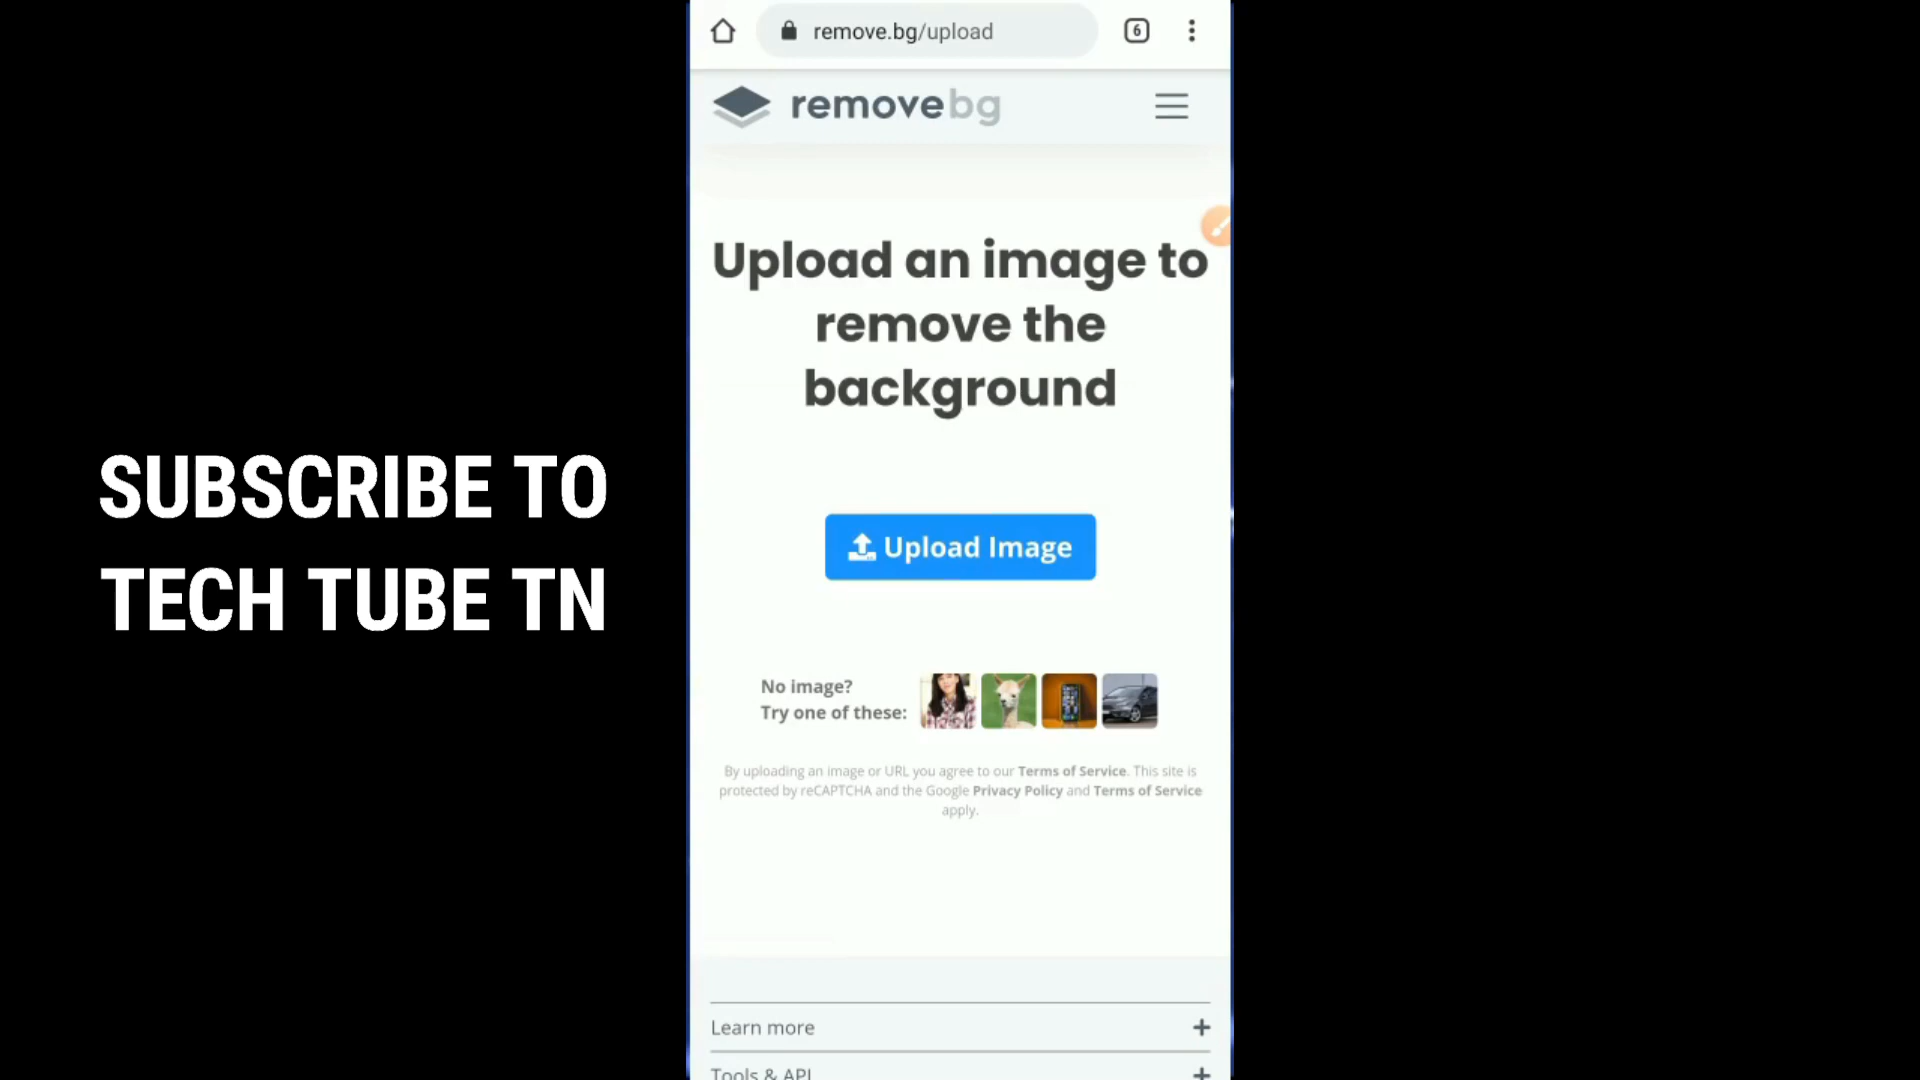 remove.bg/upload
6
removebg
Upload an image to
remove the
background
SUBSCRIBE TO
TECH TUBE TN
Upload Image
No image?
Try one of these:
By uploading an image or URL you agree to our Terms of Service. This site is
protected by reCAPTCHA and the Google Privacy Policy and Terms of Service
apply.
Learn more
Tools & API